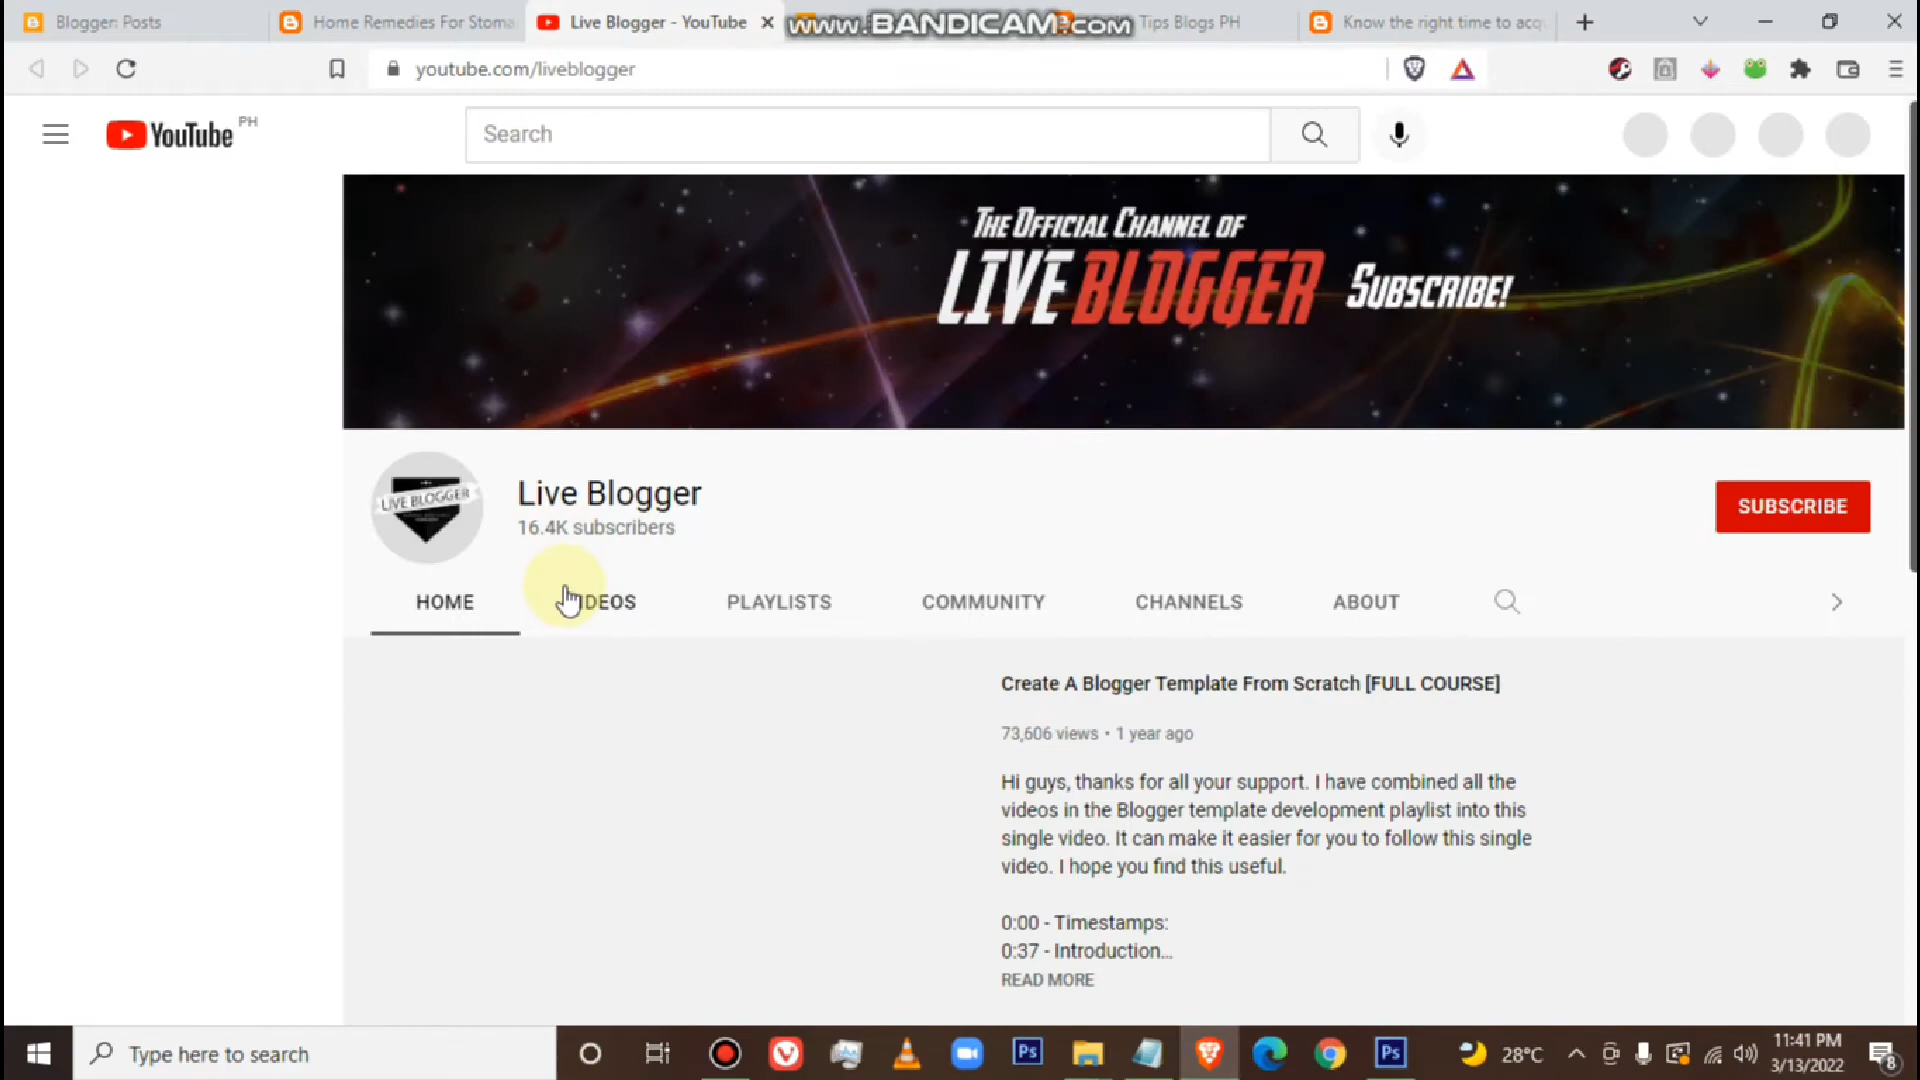 Blogger: Posts
Home Remedies For Stoma
Live Blogger - YouTube
www.BANDICAM.com
Tips Blogs PH
Know the right time to acq
youtube.com/liveblogger
YouTube PH
Search
THE OFFICIAL CHANNEL OF
LIVE BLOGGER SUBSCRIBE!
LIVE BLOGGER
Live Blogger
16.4K subscribers
SUBSCRIBE
HOME
IDEOS
PLAYLISTS
COMMUNITY
CHANNELS
ABOUT
Create A Blogger Template From Scratch [FULL COURSE]
73,606 views • 1 year ago
Hi guys, thanks for all your support. I have combined all the
videos in the Blogger template development playlist into this
single video. It can make it easier for you to follow this single
video. I hope you find this useful.
0:00 - Timestamps:
0:37 - Introduction...
READ MORE
Type here to search
Ps
Ps
28°C
11:41 PM
3/13/2022
8